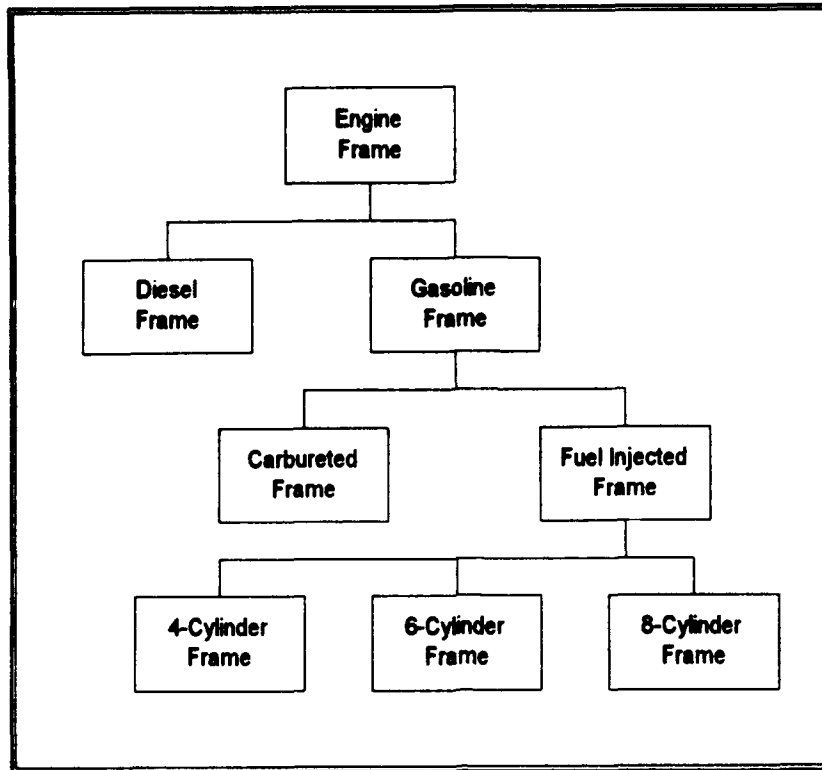 Engine
Frame
Diesel
Frame
Gasoline
Frame
Carbureted
Frame
Fuel Injected
Frame
4-Cylinder
Frame
6-Cylinder
Frame
8-Cylinder
Frame